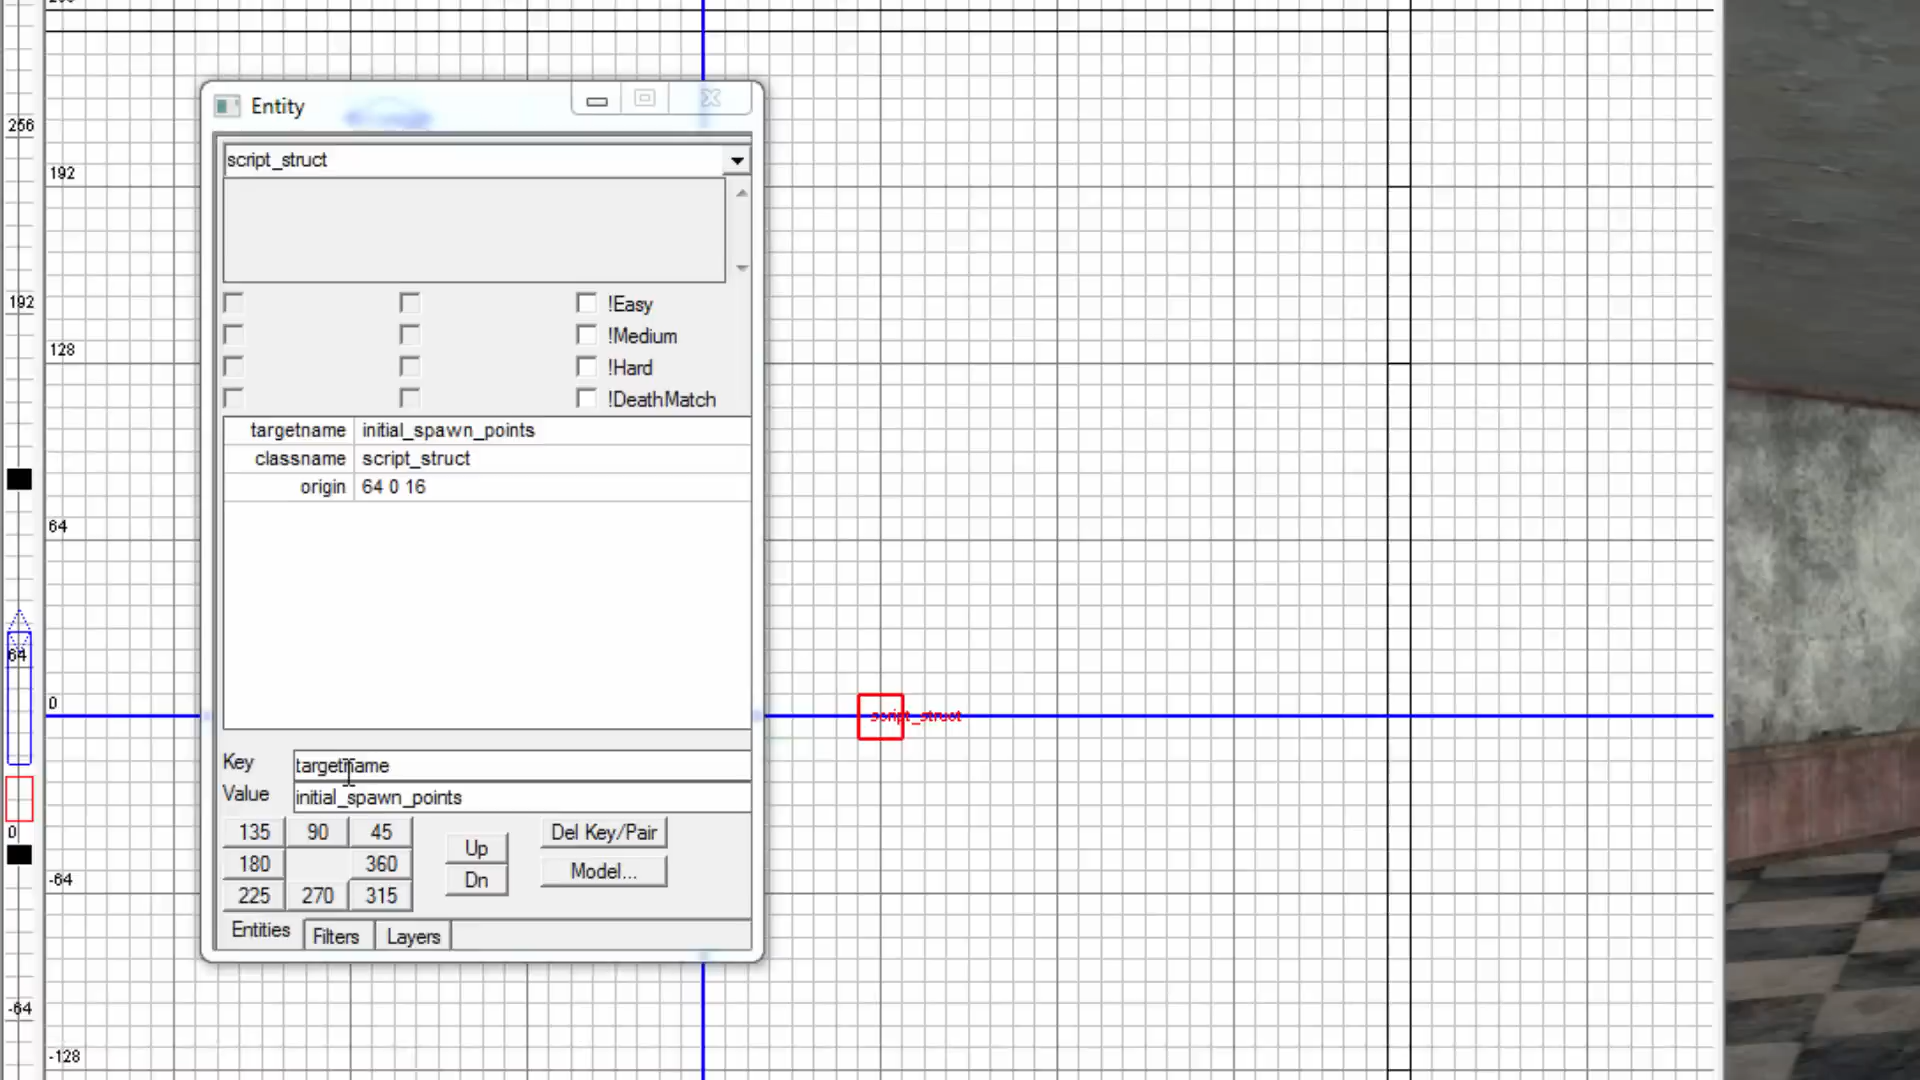 256
192
192
128
64
64
0
0
-64
-64
-128
Entity
script_struct
!Easy
!Medium
!Hard
!DeathMatch
targetname initial_spawn_points
classname script_struct
origin 64 0 16
script_struct
Key targetname
Value initial_spawn_points
135 90 45 Up Del Key/Pair
180 360 Dn Model...
225 270 315
Entities Filters Layers